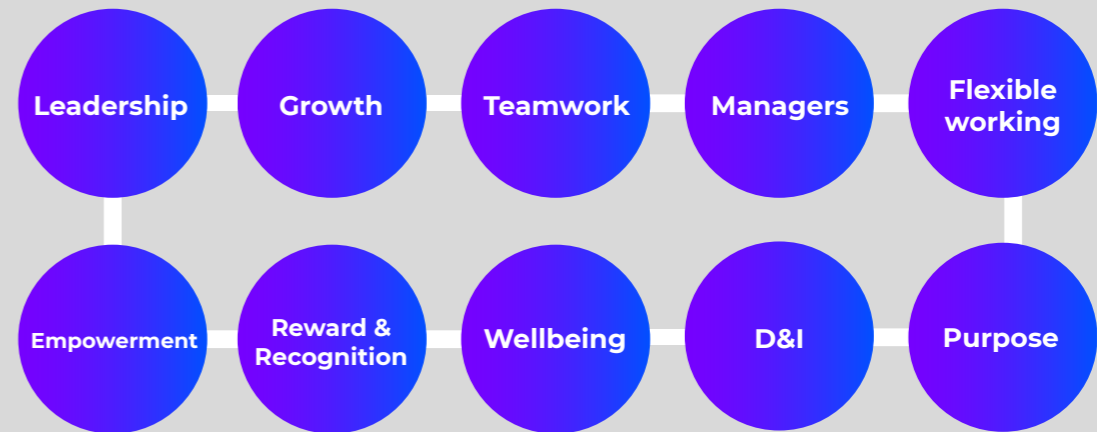 Leadership
Growth
Teamwork
Managers
Flexible
working
Empowerment
Reward &
Recognition
Wellbeing
D&I
Purpose